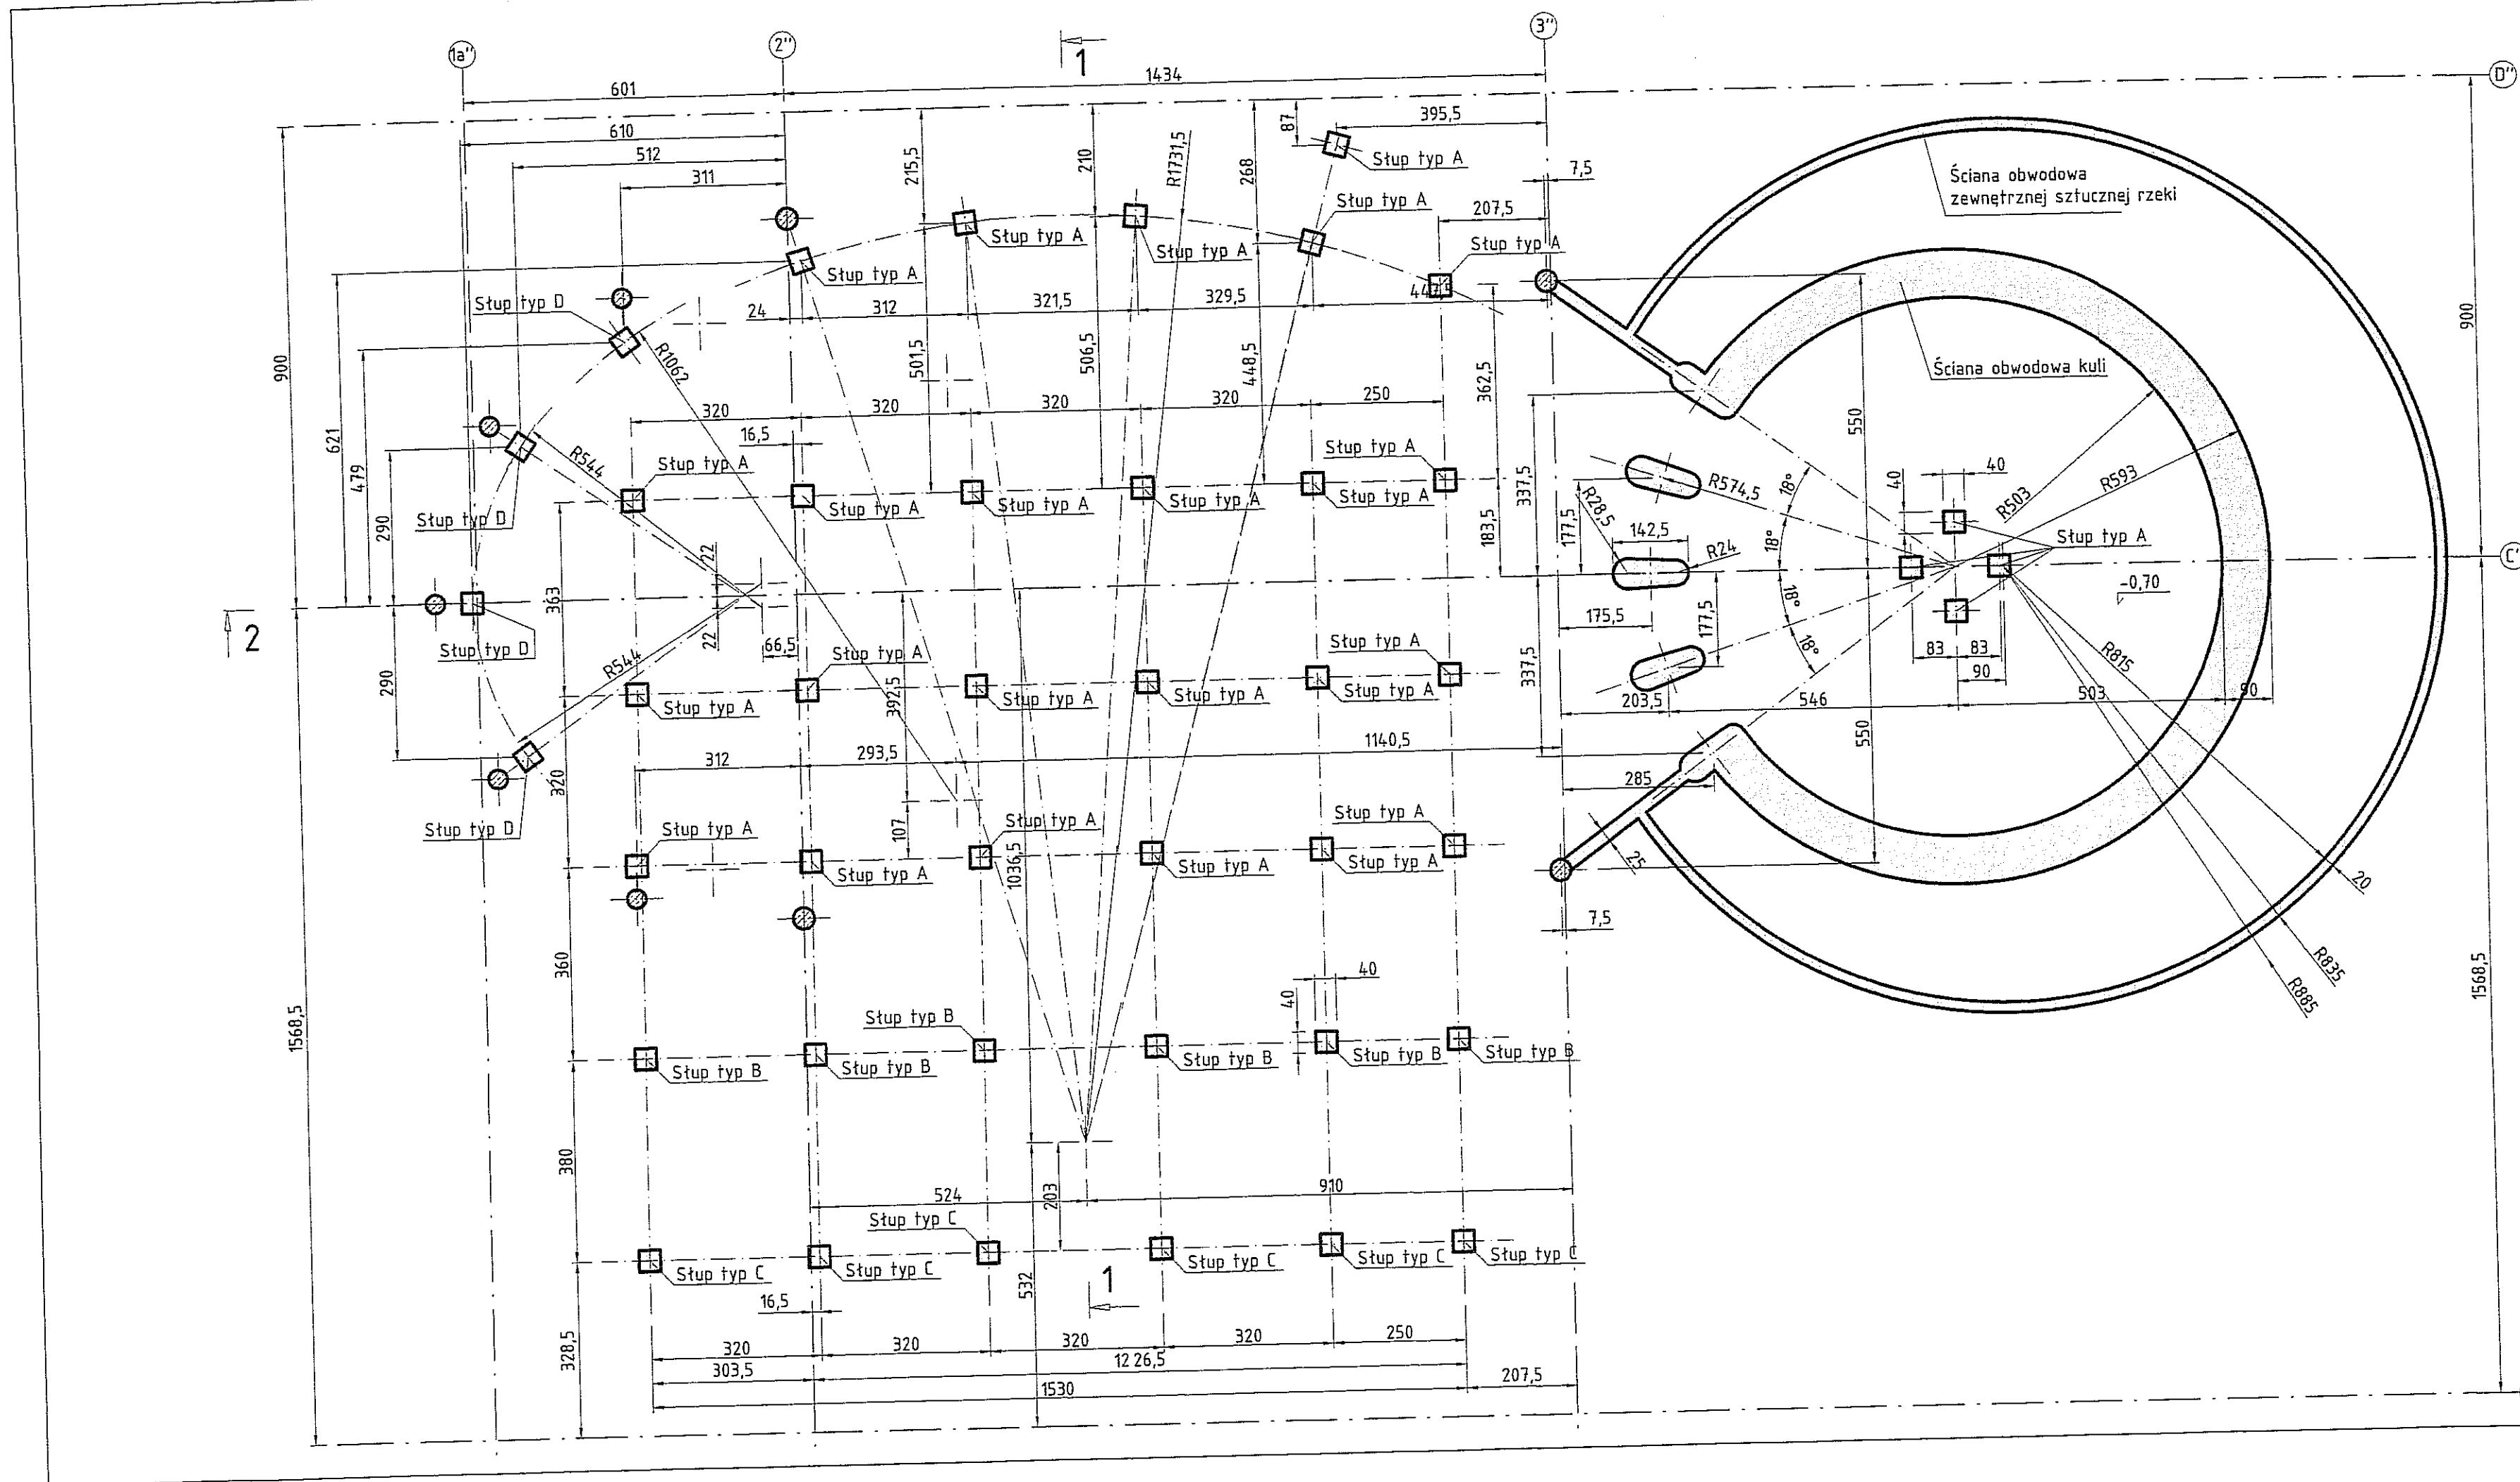 1a''
2''
3''
D''
1
601
1434
610
512
311
215,5
210
R1731,5
268
87
395,5
Słup typ A
7,5
Ściana obwodowa
zewnętrznej sztucznej rzeki
Słup typ A
207,5
Słup typ A
Słup typ A
Słup typ A
Słup typ A
Słup typ D
24
312
321,5
329,5
900
621
479
290
R1062
501,5
506,5
448,5
362,5
550
900
Ściana obwodowa kuli
320
320
320
320
250
16,5
R544
Słup typ A
Słup typ A
Słup typ A
Słup typ A
Słup typ A
Słup typ A
Słup typ D
337,5
183,5
177,5
R28,5
142,5
R24
R574,5
18°
18°
18°
18°
40
40
R503
R593
Słup typ A
-0,70
C'
2
363
22
22
66,5
Słup typ D
R544
290
Słup typ A
Słup typ A
Słup typ A
Słup typ A
Słup typ A
Słup typ A
392,5
175,5
177,5
337,5
83
83
90
R815
203,5
546
503
90
550
312
293,5
1140,5
285
320
Słup typ D
107
1036,5
Słup typ A
Słup typ A
Słup typ A
Słup typ A
Słup typ A
Słup typ A
25
20
7,5
R835
R885
1568,5
1568,5
360
40
40
Słup typ B
Słup typ B
Słup typ B
Słup typ B
Słup typ B
Słup typ B
380
524
203
910
Słup typ C
Słup typ C
Słup typ C
Słup typ C
Słup typ C
Słup typ C
532
1
16,5
328,5
320
320
320
320
250
303,5
1226,5
207,5
1530